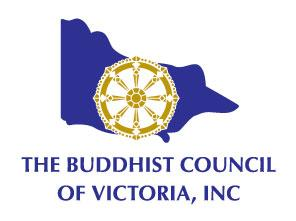 THE BUDDHIST COUNCIL
OF VICTORIA, INC